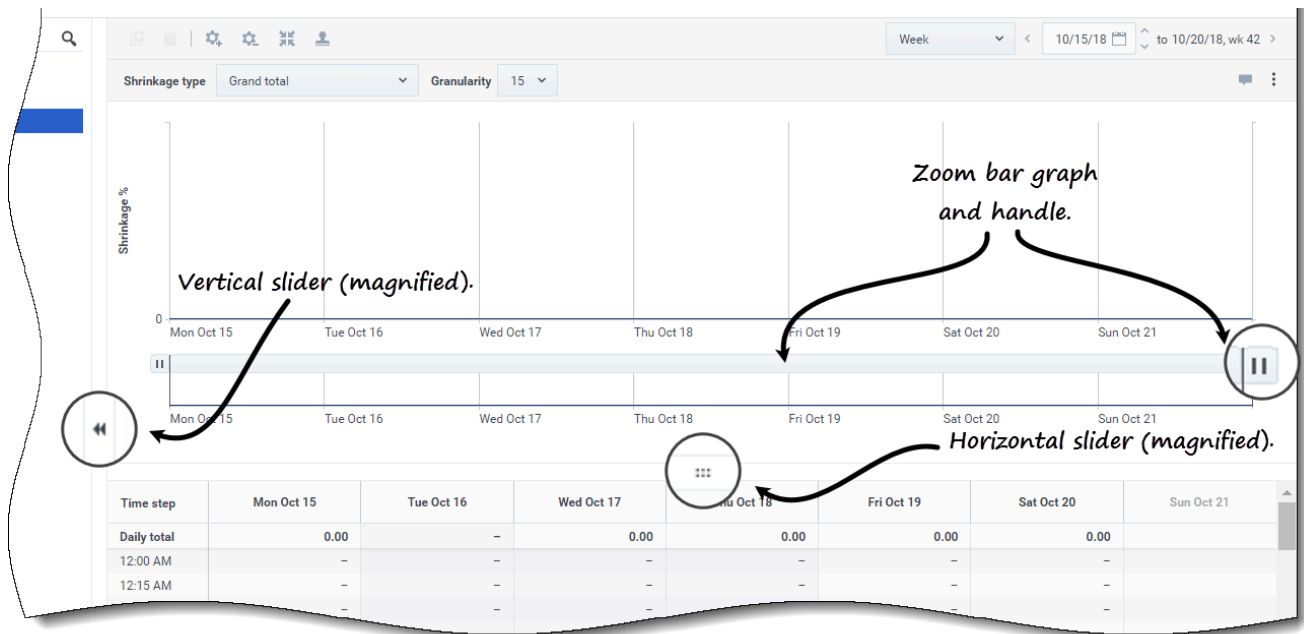 Week
10/15/18
to 10/20/18, wk 42
Shrinkage type
Grand total
Granularity
15
Shrinkage %
0
Mon Oct 15 Tue Oct 16 Wed Oct 17 Thu Oct 18 Fri Oct 19 Sat Oct 20 Sun Oct 21
Zoom bar graph
and handle.
Vertical slider (magnified).
Mon Oct 15 Tue Oct 16 Wed Oct 17 Thu Oct 18 Fri Oct 19 Sat Oct 20 Sun Oct 21
Horizontal slider (magnified).
Time step Mon Oct 15 Tue Oct 16 Wed Oct 17 Thu Oct 18 Fri Oct 19 Sat Oct 20 Sun Oct 21
Daily total 0.00 – 0.00 0.00 0.00 0.00
12:00 AM – – – – – –
12:15 AM – – – – – –
– – – – –